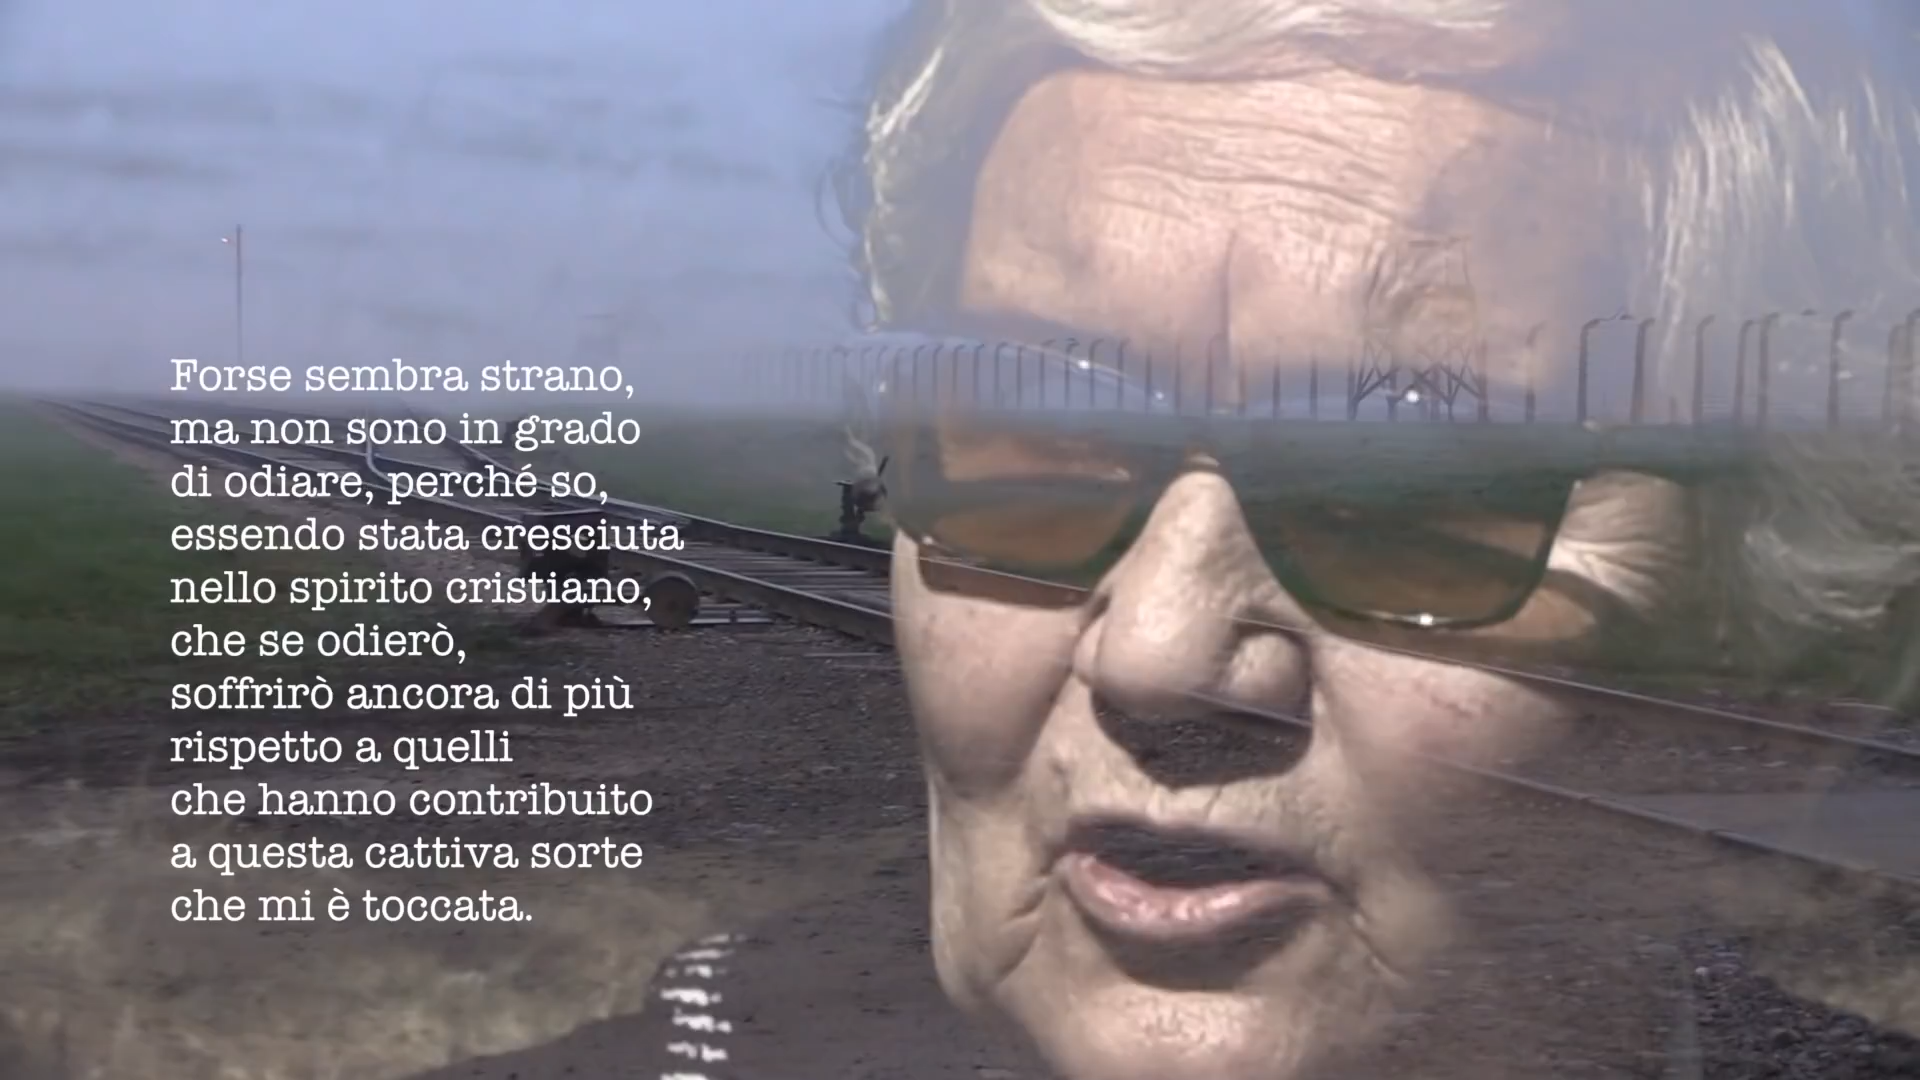 Forse sembra strano,
ma non sono in grado
di odiare, perché so,
essendo stata cresciuta
nello spirito cristiano,
che se odierò,
soffrirò ancora di più
rispetto a quelli
che hanno contribuito
a questa cattiva sorte
che mi è toccata.